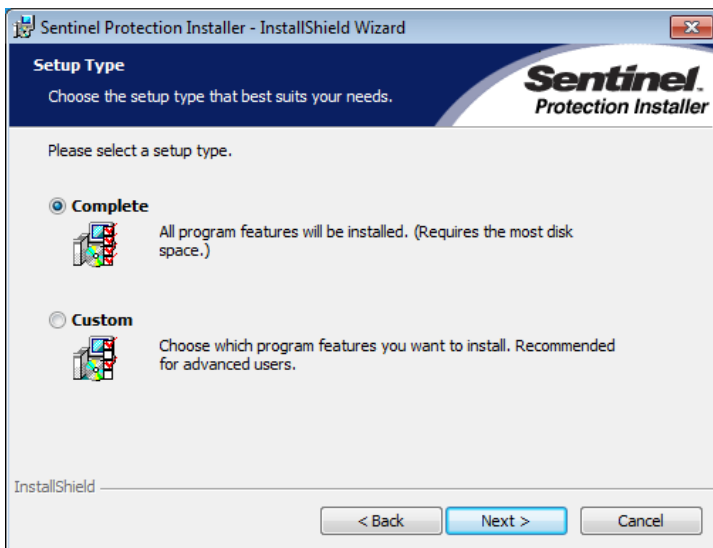 Sentinel Protection Installer - InstallShield Wizard
Setup Type
Choose the setup type that best suits your needs.
Sentinel.
Protection Installer
Please select a setup type.
Complete
All program features will be installed. (Requires the most disk
space.)
Custom
Choose which program features you want to install. Recommended
for advanced users.
InstallShield
< Back
Next >
Cancel